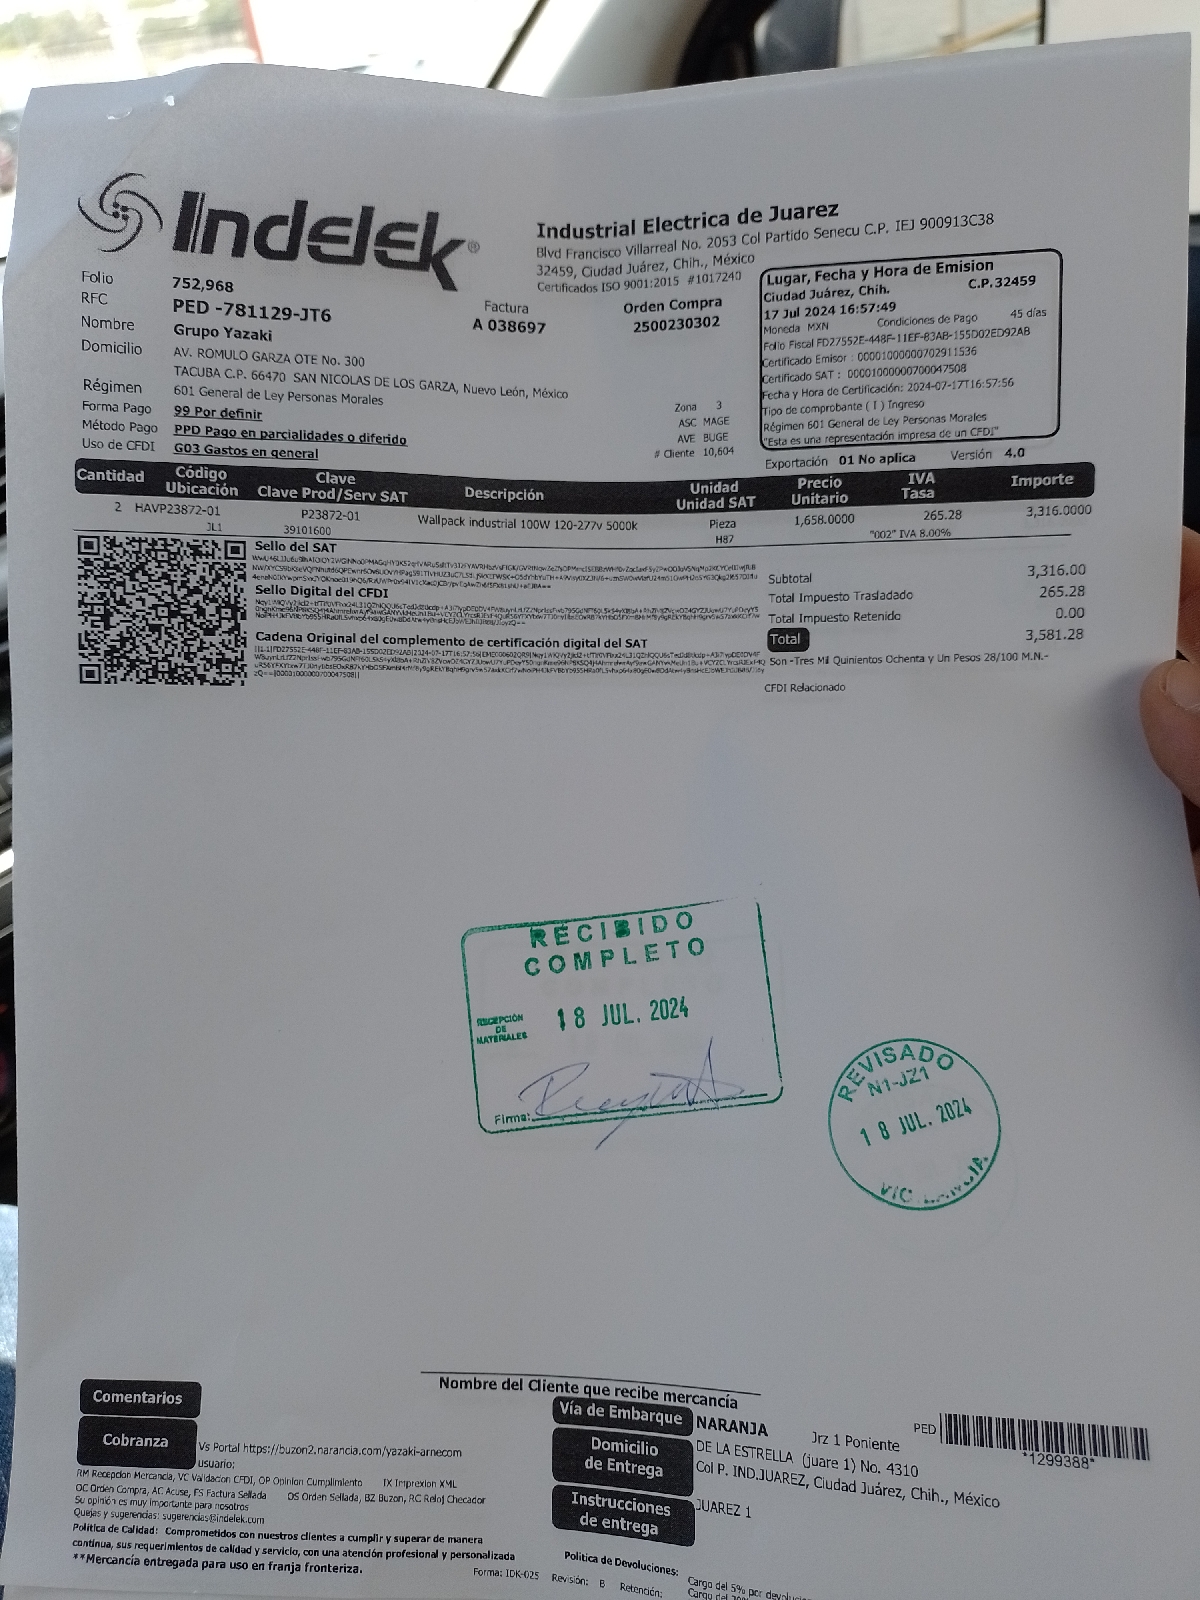 Indelek®
Industrial Electrica de Juarez
Blvd Francisco Villarreal No. 2053 Col Partido Senecu C.P. IEJ 900913C38
32459, Ciudad Juárez, Chih., México
Certificados ISO 9001:2015 #1017240
Folio 752,968
RFC PED -781129-JT6
Nombre Grupo Yazaki
Domicilio AV. ROMULO GARZA OTE No. 300
TACUBA C.P. 66470 SAN NICOLAS DE LOS GARZA, Nuevo León, México
Régimen 601 General de Ley Personas Morales
Forma Pago 99 Por definir
Método Pago PPD Pago en parcialidades o diferido
Uso de CFDI G03 Gastos en general
Factura
A 038697
Orden Compra
2500230302
Zona 3
ASC MAGE
AVE BUGE
# Cliente 10,604
Lugar, Fecha y Hora de Emision
Ciudad Juárez, Chih. C.P.32459
17 Jul 2024 16:57:49
Moneda MXN Condiciones de Pago 45 días
Folio Fiscal FD27552E-448F-11EF-83AB-155D02ED92AB
Certificado Emisor : 00001000000702911536
Certificado SAT : 00001000000700047508
Fecha y Hora de Certificación: 2024-07-17T16:57:56
Tipo de comprobante ( I ) Ingreso
Régimen 601 General de Ley Personas Morales
"Esta es una representación impresa de un CFDI"
Exportación 01 No aplica Versión 4.0
Cantidad Código Ubicación Clave Clave Prod/Serv SAT Descripción Unidad Unidad SAT Precio Unitario IVA Tasa Importe
2 HAVP23872-01 P23872-01 Wallpack industrial 100W 120-277v 5000k Pieza 1,658.0000 265.28 3,316.0000
JL1 39101600 H87 "002" IVA 8.00%
Sello del SAT
Sello Digital del CFDI
Cadena Original del complemento de certificación digital del SAT
Subtotal 3,316.00
Total Impuesto Trasladado 265.28
Total Impuesto Retenido 0.00
Total 3,581.28
Son -Tres Mil Quinientos Ochenta y Un Pesos 28/100 M.N.-
CFDI Relacionado
RECIBIDO
COMPLETO
RECEPCIÓN
DE
MATERIALES
18 JUL. 2024
Firma:
REVISADO
N1-JZ1
18 JUL. 2024
Nombre del Cliente que recibe mercancía
Comentarios
Cobranza
Vs Portal https://buzon2.narancia.com/yazaki-arnecom
usuario;
RM Recepcion Mercancia, VC Validacion CFDI, OP Opinion Cumplimiento IX Imprexion XML
OC Orden Compra, AC Acuse, FS Factura Sellada OS Orden Sellada, BZ Buzon, RC Reloj Checador
Su opinión es muy importante para nosotros
Quejas y sugerencias: sugerencias@indelek.com
Politica de Calidad: Comprometidos con nuestros clientes a cumplir y superar de manera
continua, sus requerimientos de calidad y servicio, con una atención profesional y personalizada
**Mercancía entregada para uso en franja fronteriza.
Vía de Embarque NARANJA Jrz 1 Poniente
Domicilio de Entrega
DE LA ESTRELLA (juare 1) No. 4310
Col P. IND.JUAREZ, Ciudad Juárez, Chih., México
Instrucciones de entrega
JUAREZ 1
PED
*1299388*
Forma: IDK-025 Revisión: B Retención:
Politica de Devoluciones:
Cargo del 5% por